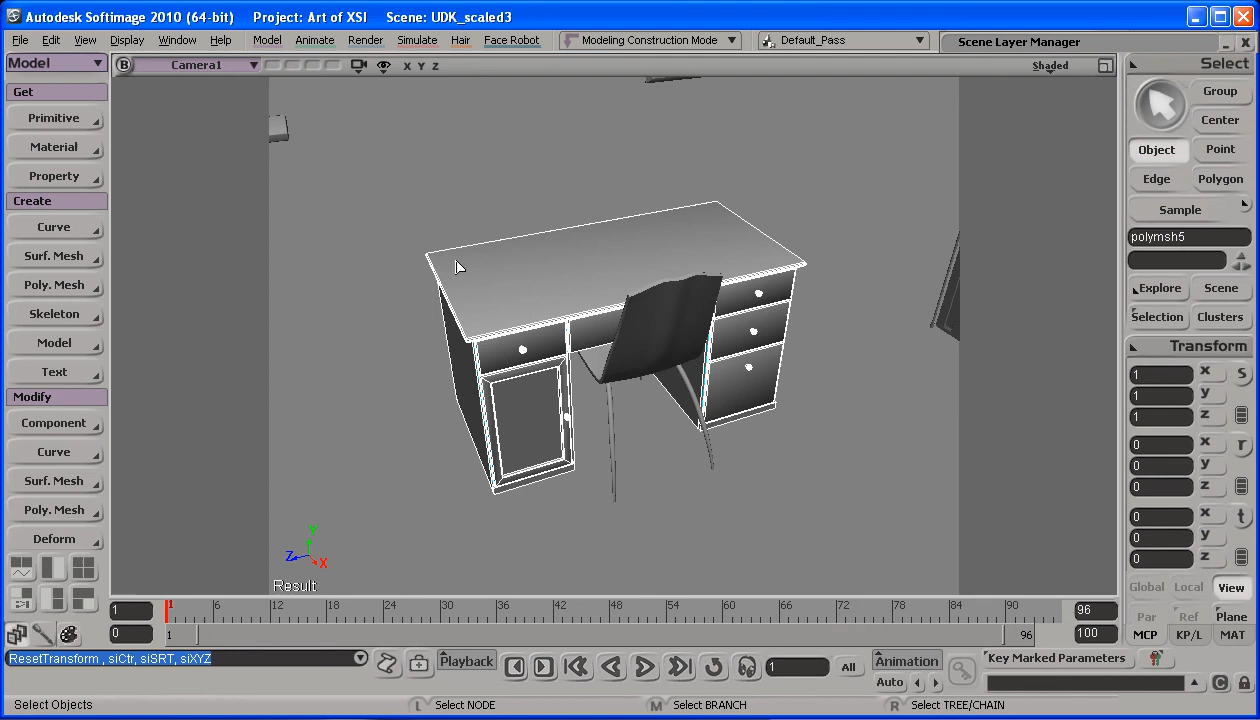 Autodesk Softimage 2010 (64-bit) Project: Art of XSI Scene: UDK_scaled3
File Edit View Display Window Help Model Animate Render Simulate Hair Face Robot Modeling Construction Mode Default_Pass Scene Layer Manager
Model B Camera1 X Y Z Shaded Select
Get
Primitive
Material
Property
Create
Curve
Surf. Mesh
Poly. Mesh
Skeleton
Model
Text
Modify
Component
Curve
Surf. Mesh
Poly. Mesh
Deform
Group
Center
Object Point
Edge Polygon
Sample
polymsh5
Explore Scene
Selection Clusters
Transform
1 x s
1 y
1 z
0 x r
0 y
0 z
0 x t
0 y
0 z
Global Local View
Par Ref Plane
MCP KP/L MAT
Y
Z X
Result
1 1 6 12 18 24 30 36 42 48 54 60 66 72 78 84 90 96
0 1 96 100
ResetTransform , siCtr, siSRT, siXYZ Playback 1 All Animation Key Marked Parameters
Auto
Select Objects L Select NODE M Select BRANCH R Select TREE/CHAIN